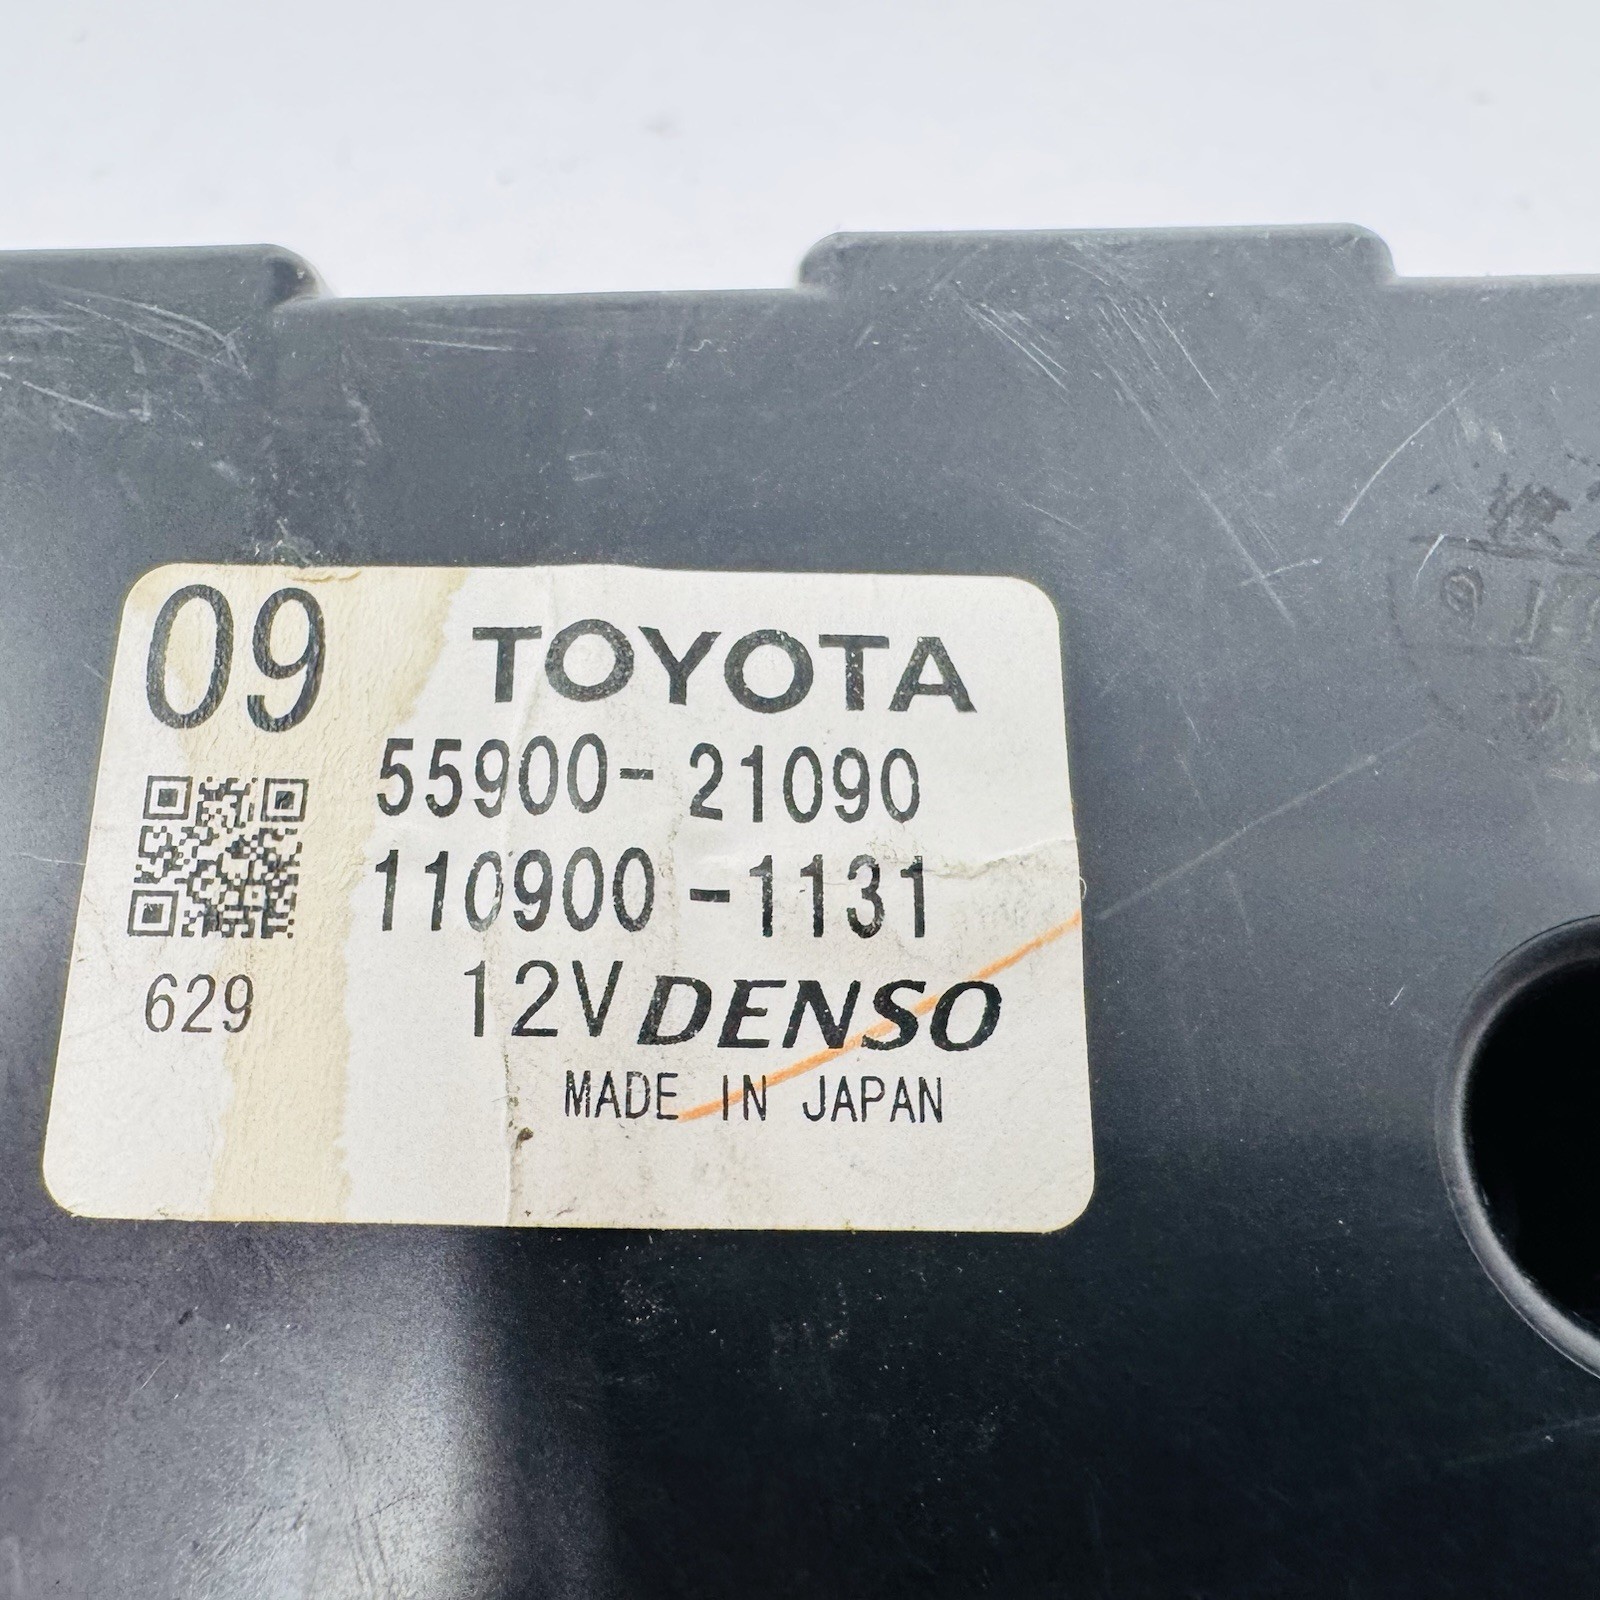 09 TOYOTA
55900-21090
110900-1131
629 12V DENSO
MADE IN JAPAN